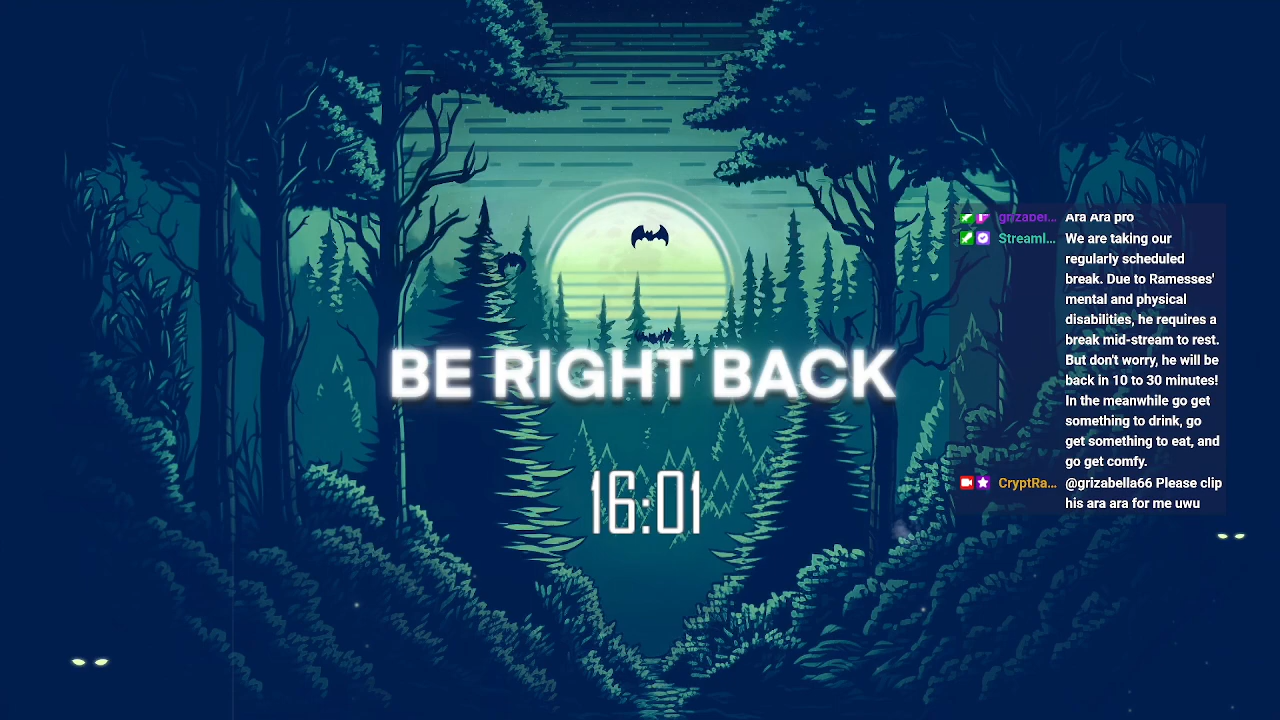 BE RIGHT BACK
16:01
grizabel... Ara Ara pro
Streaml... We are taking our
regularly scheduled
break. Due to Ramesses'
mental and physical
disabilities, he requires a
break mid-stream to rest.
But don't worry, he will be
back in 10 to 30 minutes!
In the meanwhile go get
something to drink, go
get something to eat, and
go get comfy.
CryptRa... @grizabella66 Please clip
his ara ara for me uwu